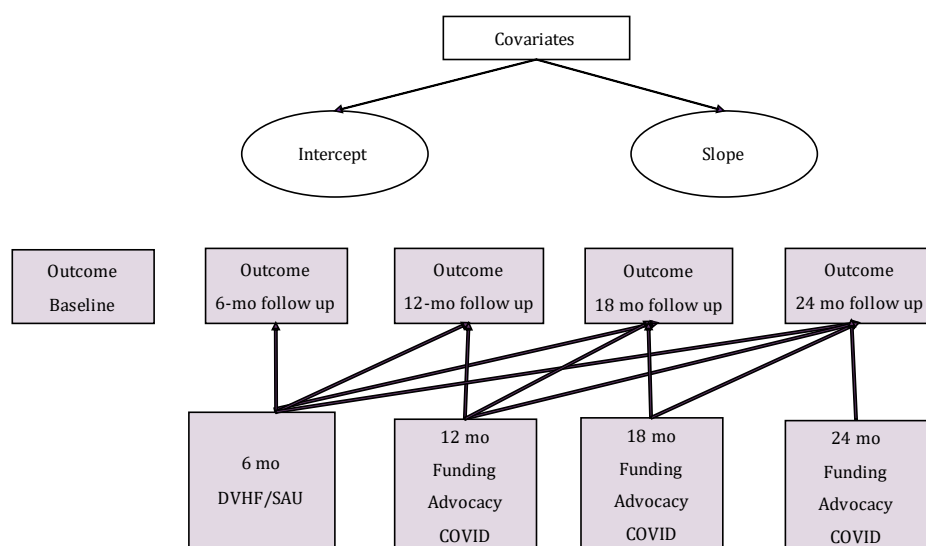 Covariates
Intercept
Slope
Outcome
Baseline
Outcome
6-mo follow up
Outcome
12-mo follow up
Outcome
18 mo follow up
Outcome
24 mo follow up
6 mo
DVHF/SAU
12 mo
Funding
Advocacy
COVID
18 mo
Funding
Advocacy
COVID
24 mo
Funding
Advocacy
COVID